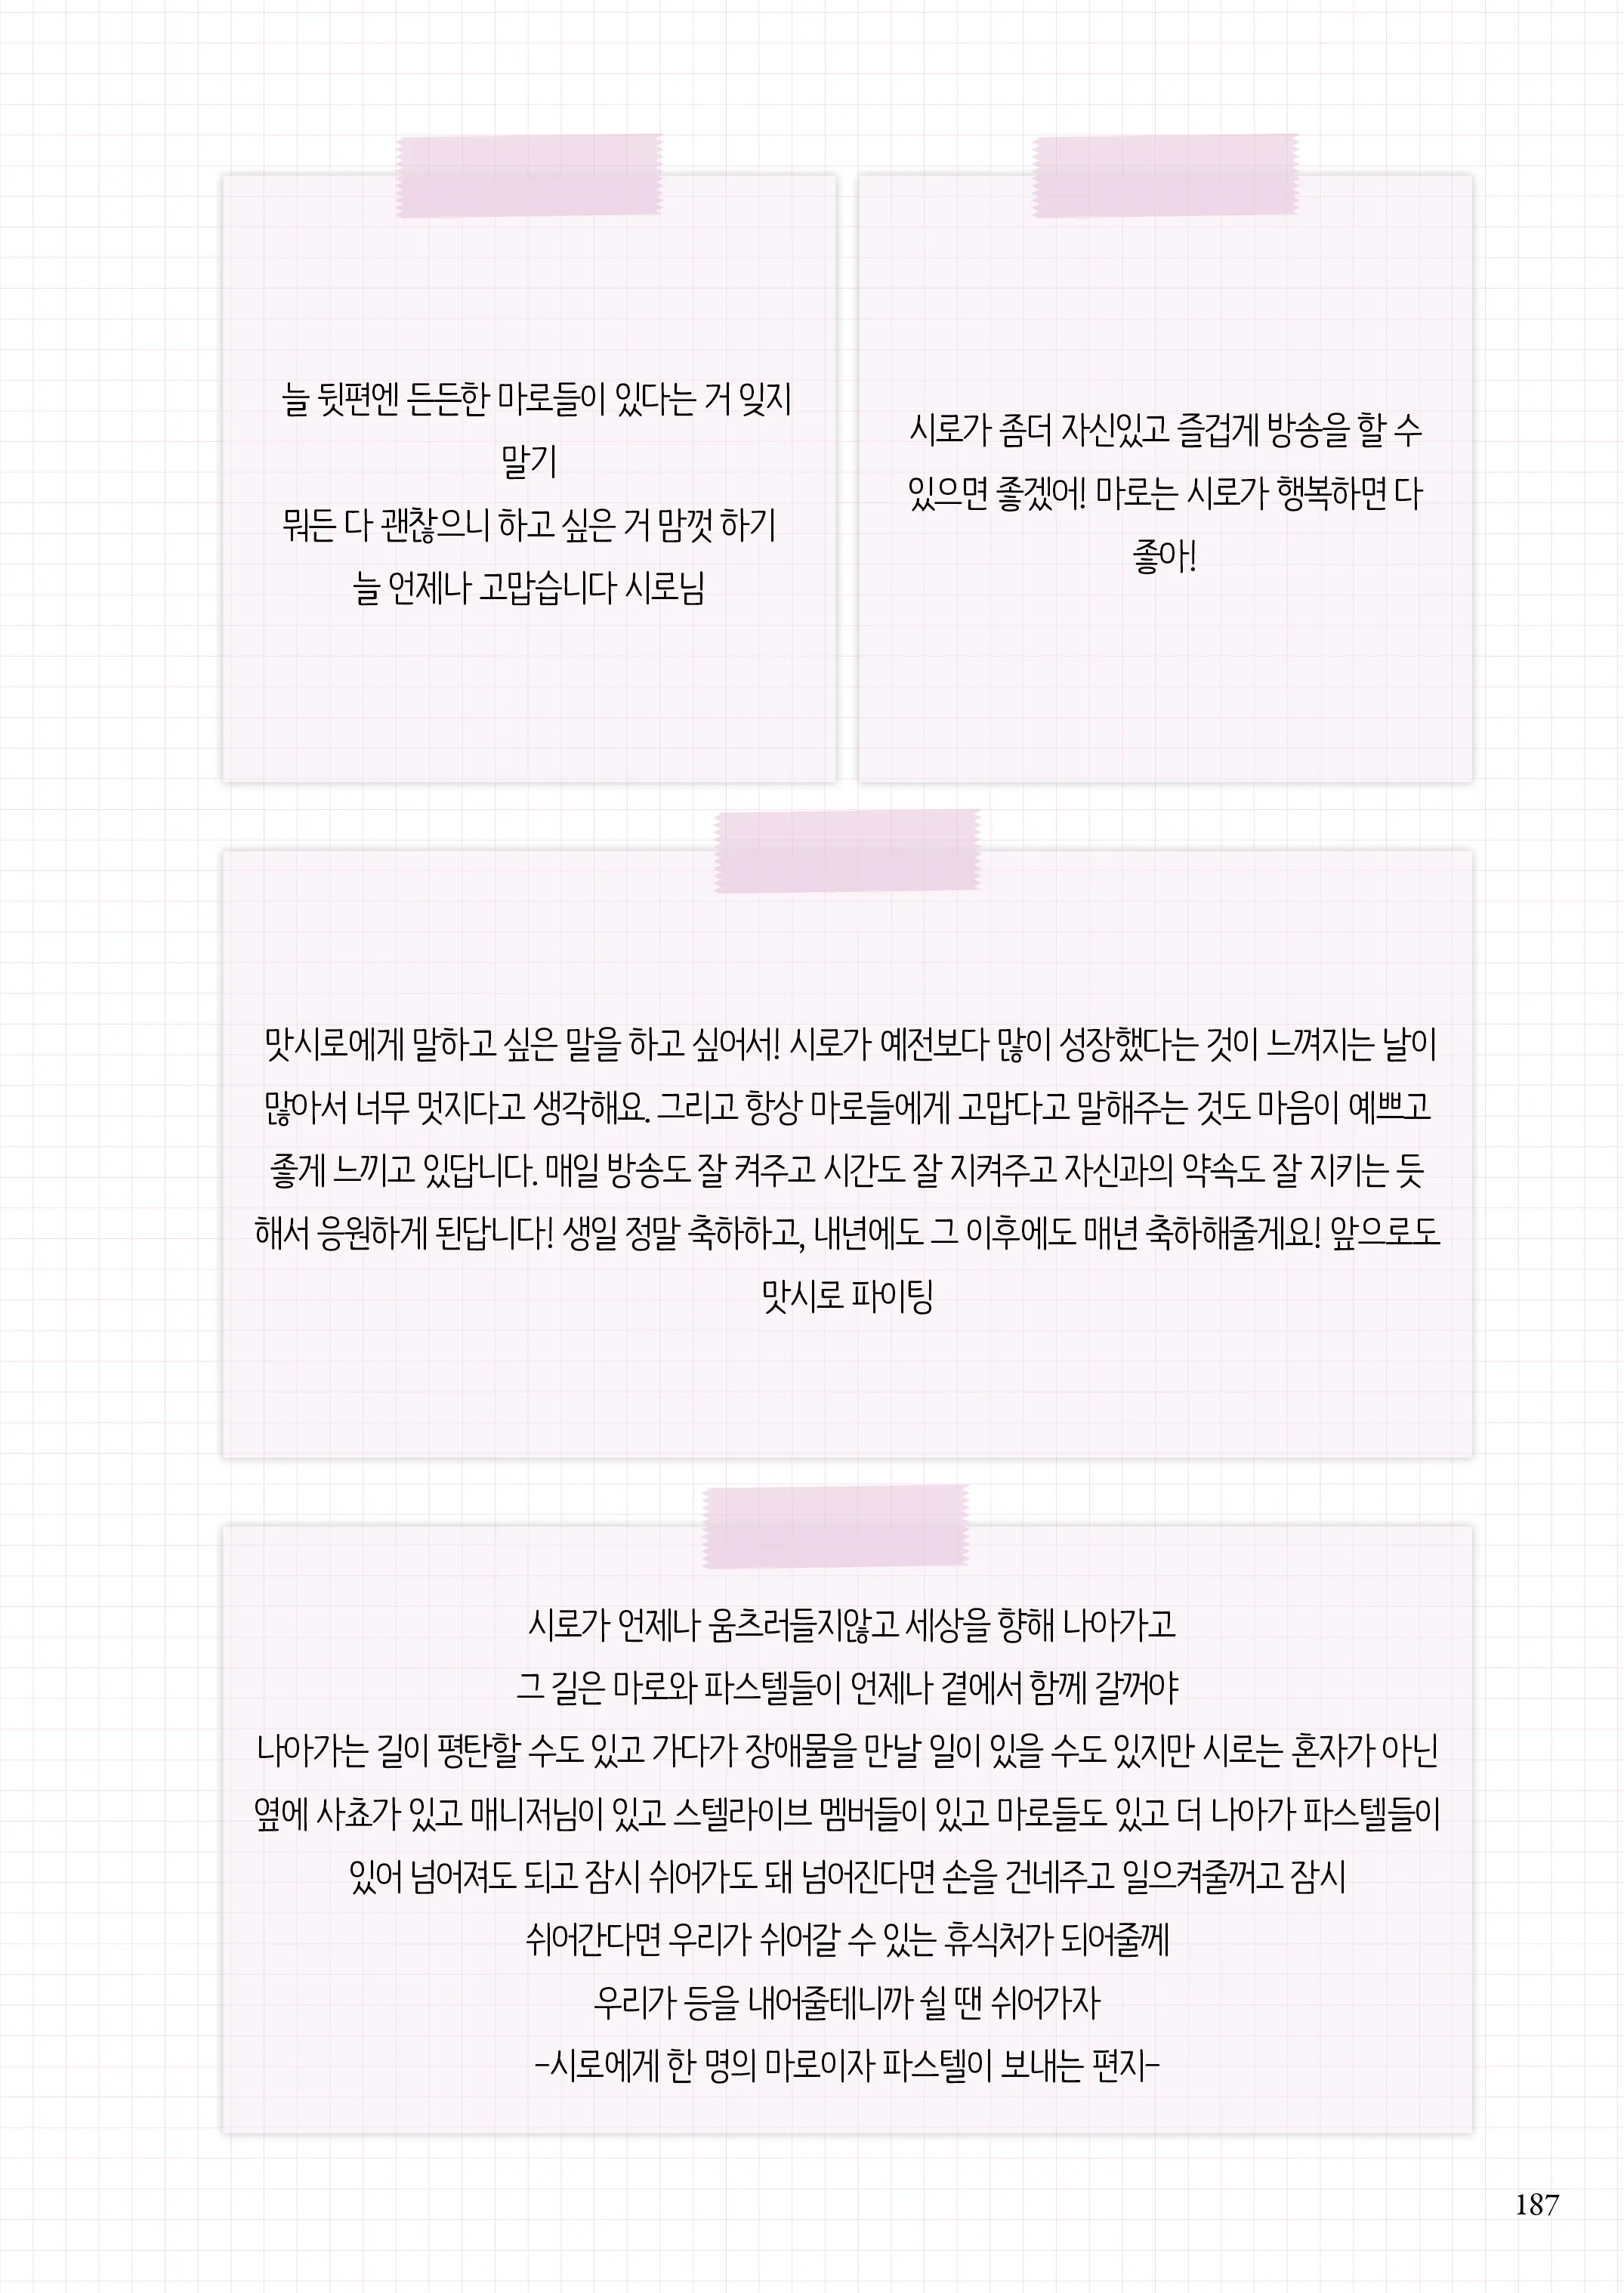 늘 뒷편엔 든든한 마로들이 있다는 거 잊지
말기
뭐든 다 괜찮으니 하고 싶은 거 맘껏 하기
늘 언제나 고맙습니다 시로님
시로가 좀더 자신있고 즐겁게 방송을 할 수
있으면 좋겠어! 마로는 시로가 행복하면 다
좋아!
맛시로에게 말하고 싶은 말을 하고 싶어서! 시로가 예전보다 많이 성장했다는 것이 느껴지는 날이
많아서 너무 멋지다고 생각해요. 그리고 항상 마로들에게 고맙다고 말해주는 것도 마음이 예쁘고
좋게 느끼고 있답니다. 매일 방송도 잘 켜주고 시간도 잘 지켜주고 자신과의 약속도 잘 지키는 듯
해서 응원하게 된답니다! 생일 정말 축하하고, 내년에도 그 이후에도 매년 축하해줄게요! 앞으로도
맛시로 파이팅
시로가 언제나 움츠러들지않고 세상을 향해 나아가고
그 길은 마로와 파스텔들이 언제나 곁에서 함께 갈꺼야
나아가는 길이 평탄할 수도 있고 가다가 장애물을 만날 일이 있을 수도 있지만 시로는 혼자가 아닌
옆에 사쵸가 있고 매니저님이 있고 스텔라이브 멤버들이 있고 마로들도 있고 더 나아가 파스텔들이
있어 넘어져도 되고 잠시 쉬어가도 돼 넘어진다면 손을 건네주고 일으켜줄꺼고 잠시
쉬어간다면 우리가 쉬어갈 수 있는 휴식처가 되어줄께
우리가 등을 내어줄테니까 쉴 땐 쉬어가자
-시로에게 한 명의 마로이자 파스텔이 보내는 편지-
187